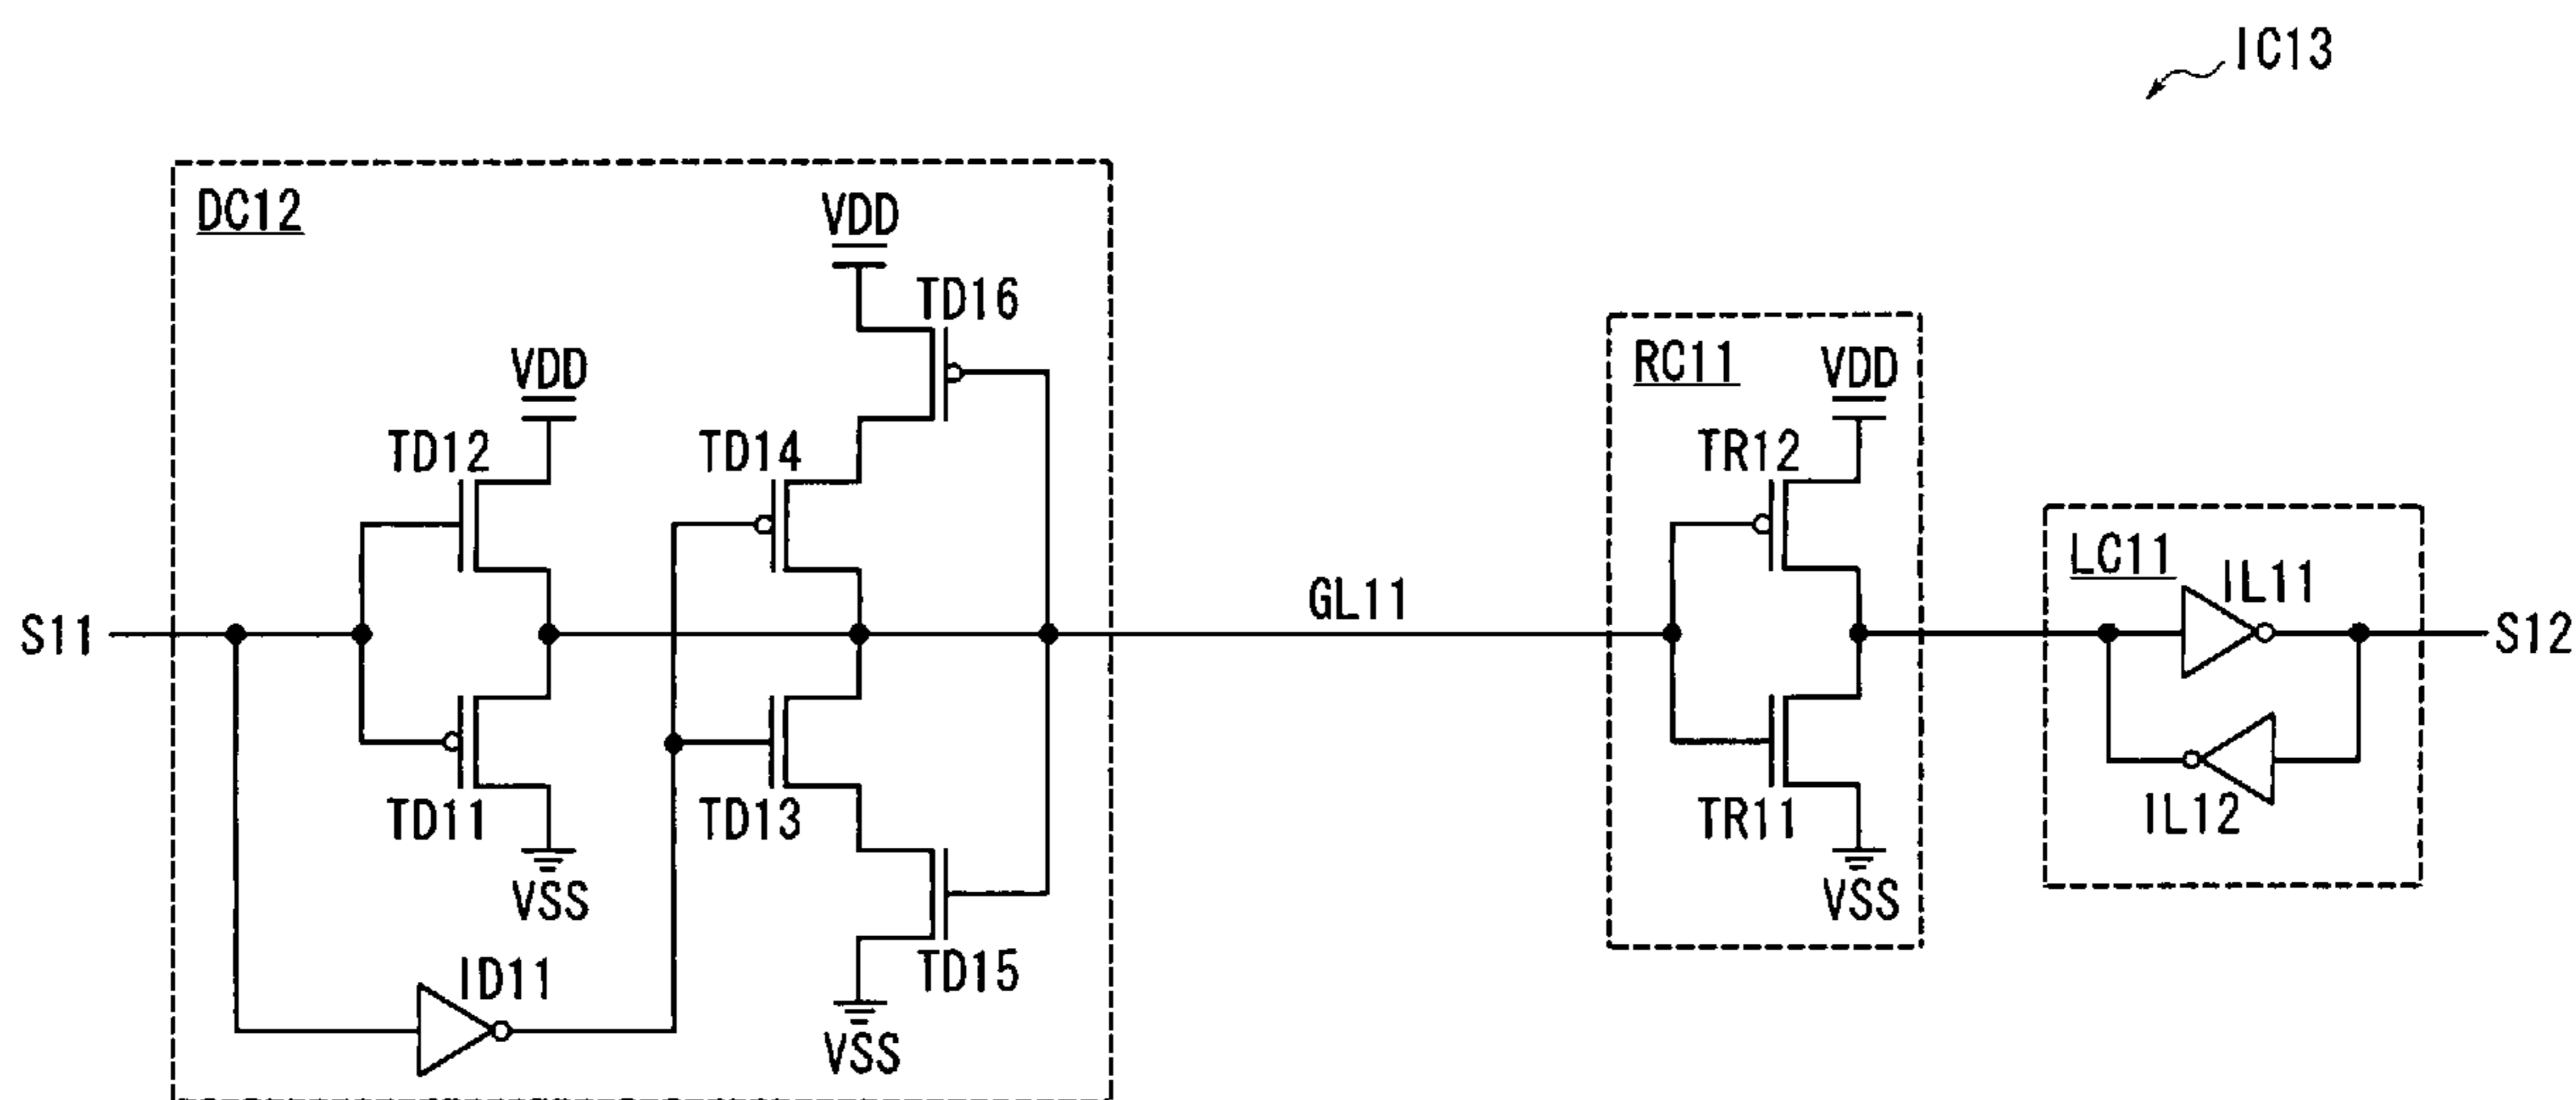 IC13
DC12
VDD
TD16
VDD
RC11
VDD
TD12
TD14
TR12
LC11
IL11
GL11
S11
S12
TD11
TD13
TR11
IL12
VSS
VSS
TD15
ID11
VSS